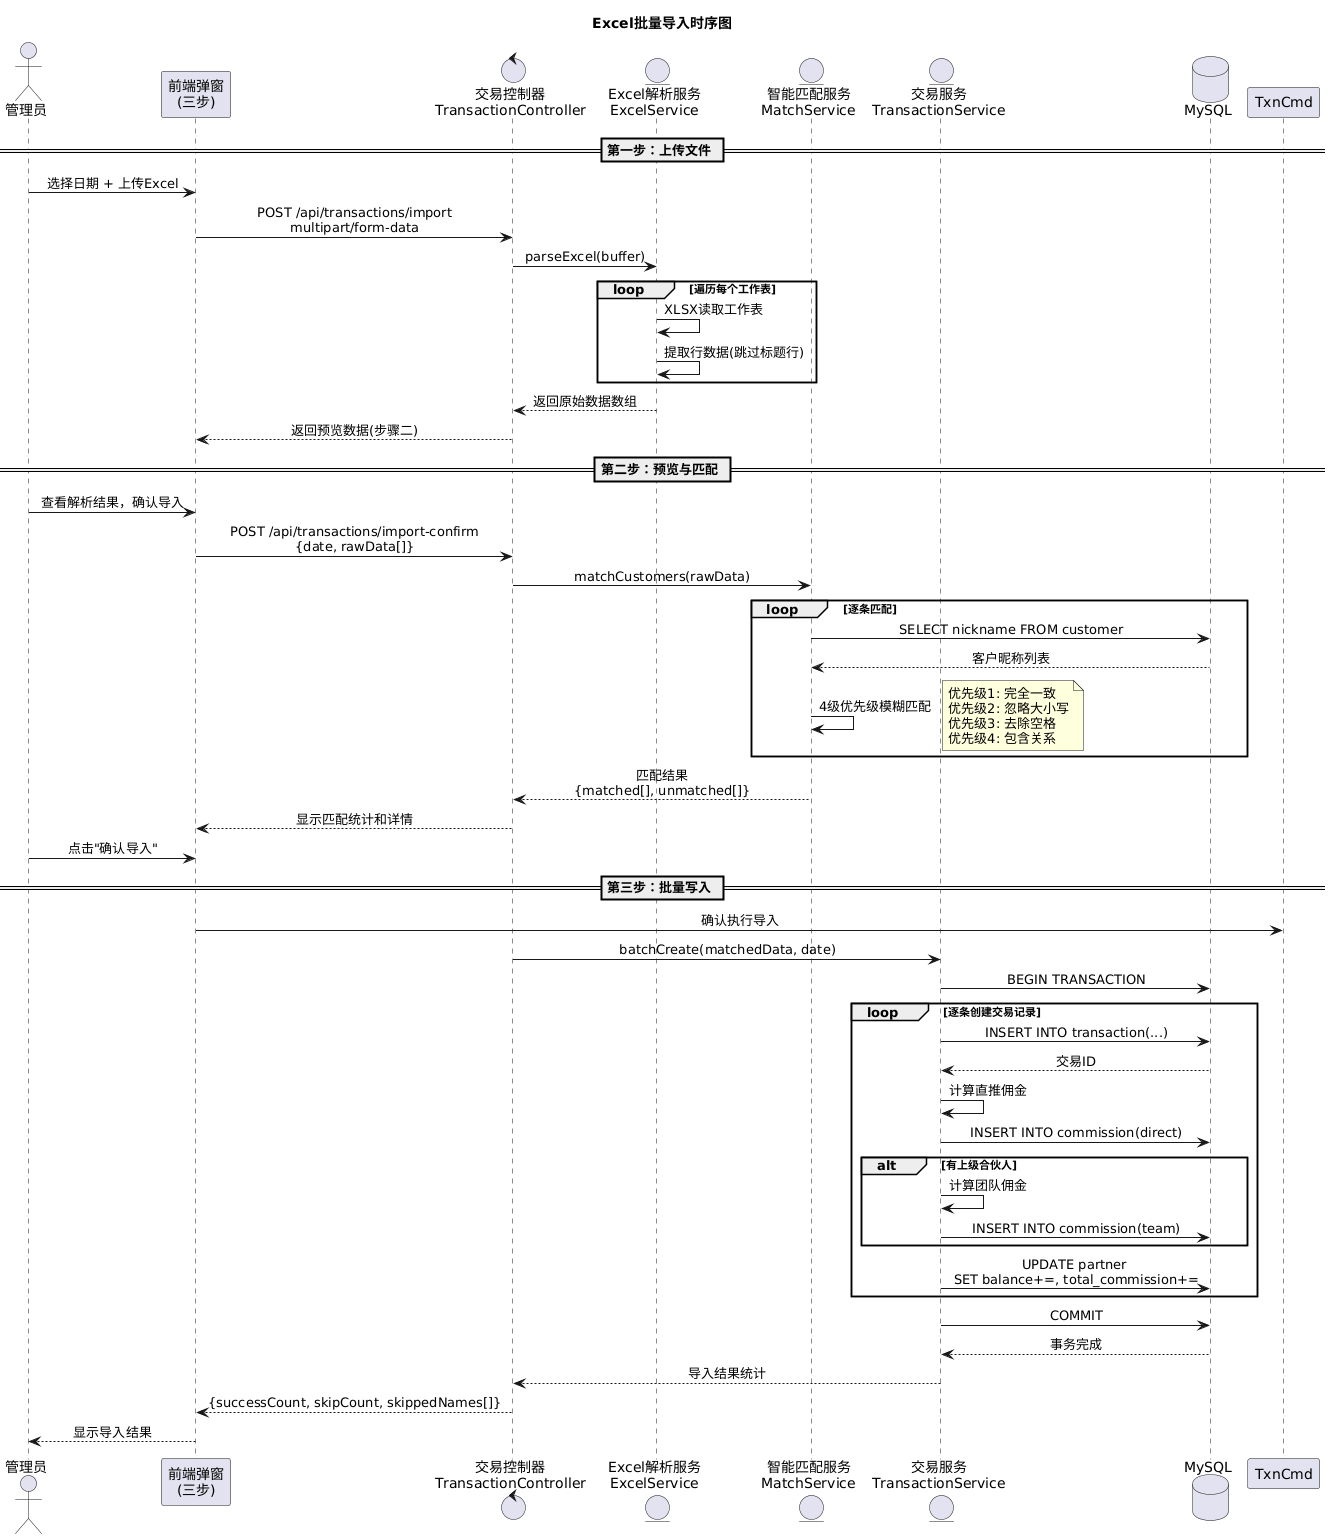 Excel批量导入时序图
管理员
前端弹窗
(三步)
交易控制器
TransactionController
Excel解析服务
ExcelService
智能匹配服务
MatchService
交易服务
TransactionService
MySQL
TxnCmd
第一步：上传文件
选择日期 + 上传Excel
POST /api/transactions/import
multipart/form-data
parseExcel(buffer)
loop [遍历每个工作表]
XLSX读取工作表
提取行数据(跳过标题行)
返回原始数据数组
返回预览数据(步骤二)
第二步：预览与匹配
查看解析结果，确认导入
POST /api/transactions/import-confirm
{date, rawData[]}
matchCustomers(rawData)
loop [逐条匹配]
SELECT nickname FROM customer
客户昵称列表
4级优先级模糊匹配
优先级1: 完全一致
优先级2: 忽略大小写
优先级3: 去除空格
优先级4: 包含关系
匹配结果
{matched[], unmatched[]}
显示匹配统计和详情
点击"确认导入"
第三步：批量写入
确认执行导入
batchCreate(matchedData, date)
BEGIN TRANSACTION
loop [逐条创建交易记录]
INSERT INTO transaction(...)
交易ID
计算直推佣金
INSERT INTO commission(direct)
alt [有上级合伙人]
计算团队佣金
INSERT INTO commission(team)
UPDATE partner
SET balance+=, total_commission+=
COMMIT
事务完成
导入结果统计
{successCount, skipCount, skippedNames[]}
显示导入结果
管理员
前端弹窗
(三步)
交易控制器
TransactionController
Excel解析服务
ExcelService
智能匹配服务
MatchService
交易服务
TransactionService
MySQL
TxnCmd